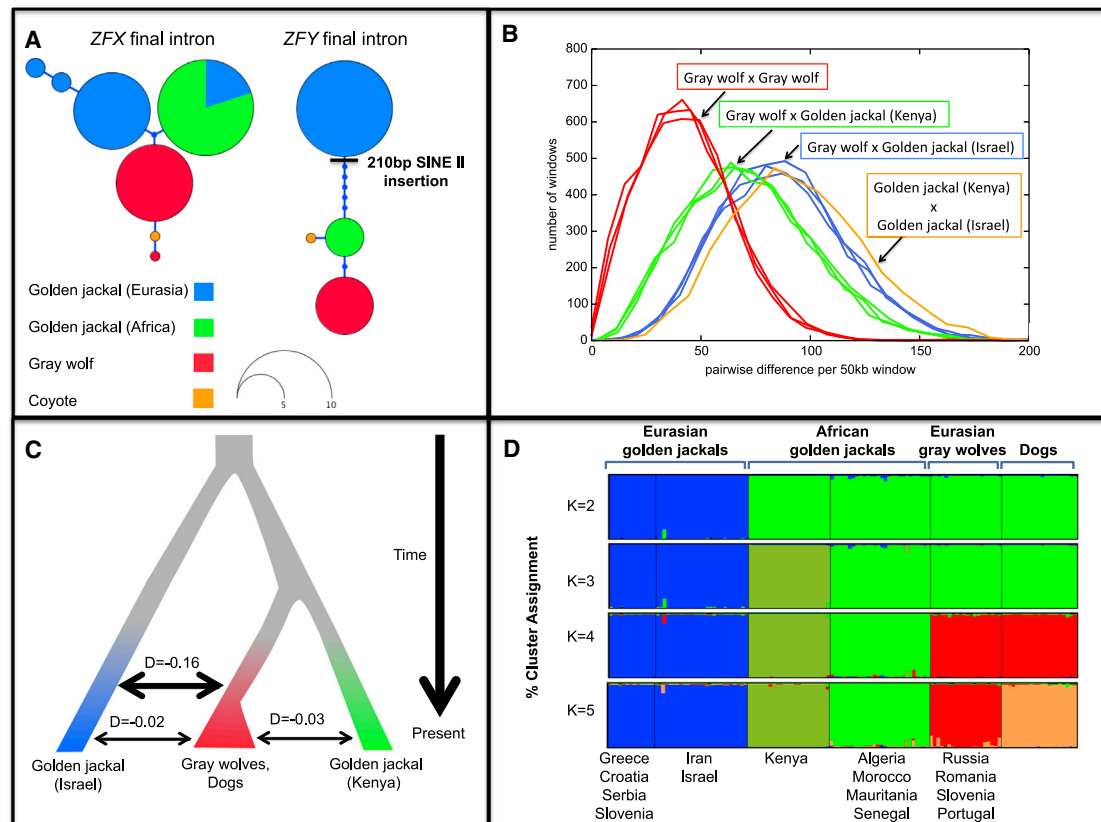 A
ZFX final intron
ZFY final intron
210bp SINE II
insertion
Golden jackal (Eurasia)
Golden jackal (Africa)
Gray wolf
Coyote
5
10
B
800
700
600
500
400
300
200
100
0
number of windows
0
50
100
150
200
pairwise difference per 50kb window
Gray wolf x Gray wolf
Gray wolf x Golden jackal (Kenya)
Gray wolf x Golden jackal (Israel)
Golden jackal (Kenya)
x
Golden jackal (Israel)
C
Time
Present
D=-0.16
D=-0.02
D=-0.03
Golden jackal
(Israel)
Gray wolves,
Dogs
Golden jackal
(Kenya)
D
Eurasian
golden jackals
African
golden jackals
Eurasian
gray wolves
Dogs
% Cluster Assignment
K=2
K=3
K=4
K=5
Greece
Croatia
Serbia
Slovenia
Iran
Israel
Kenya
Algeria
Morocco
Mauritania
Senegal
Russia
Romania
Slovenia
Portugal